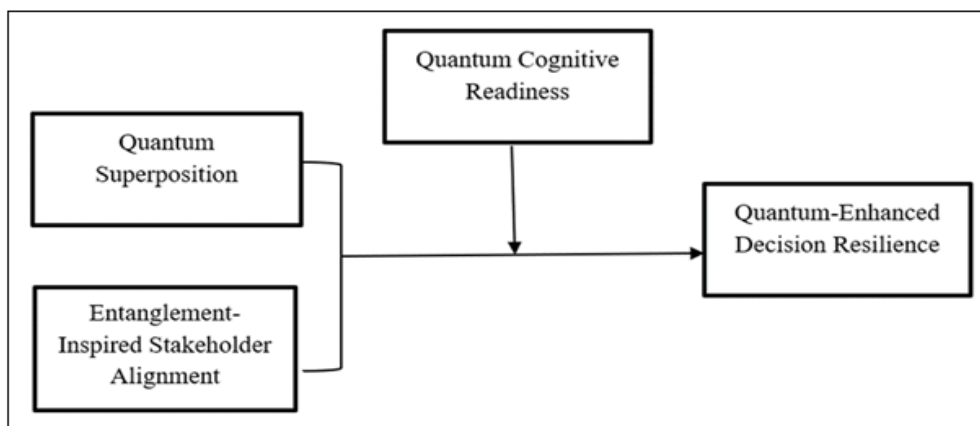 Quantum Cognitive
Readiness
Quantum
Superposition
Quantum-Enhanced
Decision Resilience
Entanglement-
Inspired Stakeholder
Alignment